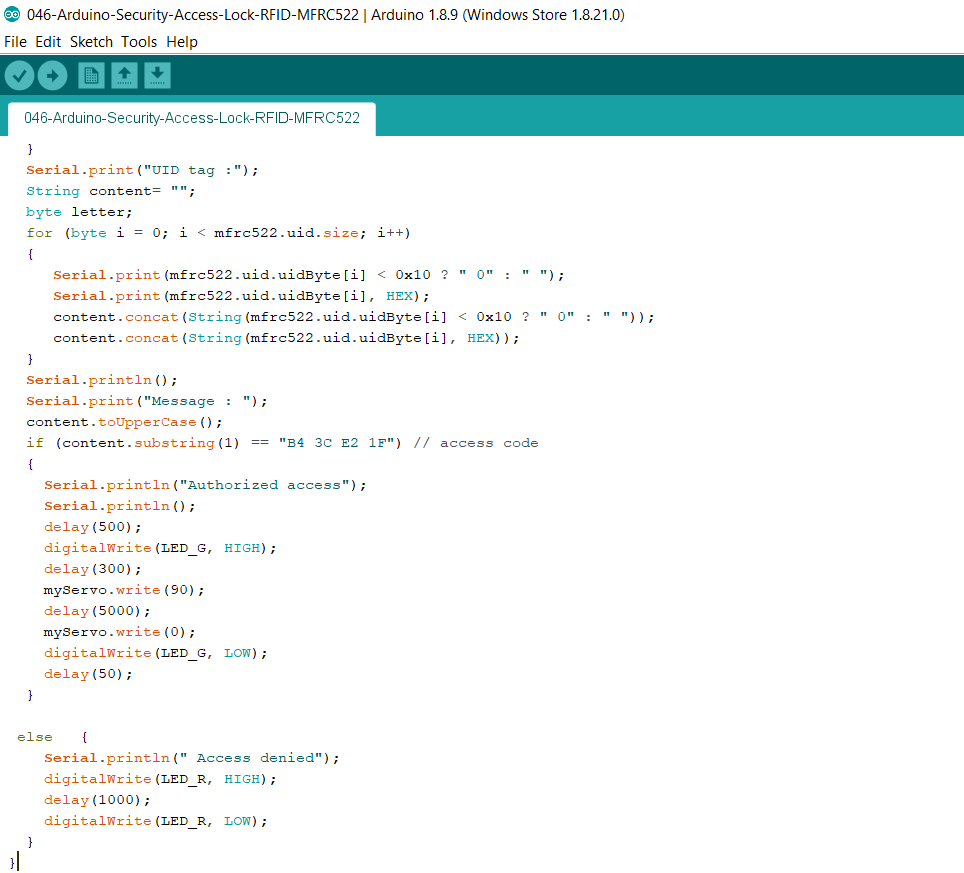 046-Arduino-Security-Access-Lock-RFID-MFRC522 | Arduino 1.8.9 (Windows Store 1.8.21.0)
File Edit Sketch Tools Help
046-Arduino-Security-Access-Lock-RFID-MFRC522
}
Serial.print("UID tag :");
String content= "";
byte letter;
for (byte i = 0; i < mfrc522.uid.size; i++)
{
Serial.print(mfrc522.uid.uidByte[i] < 0x10 ? " 0" : " ");
Serial.print(mfrc522.uid.uidByte[i], HEX);
content.concat(String(mfrc522.uid.uidByte[i] < 0x10 ? " 0" : " "));
content.concat(String(mfrc522.uid.uidByte[i], HEX));
}
Serial.println();
Serial.print("Message : ");
content.toUpperCase();
if (content.substring(1) == "B4 3C E2 1F") // access code
{
Serial.println("Authorized access");
Serial.println();
delay(500);
digitalWrite(LED_G, HIGH);
delay(300);
myServo.write(90);
delay(5000);
myServo.write(0);
digitalWrite(LED_G, LOW);
delay(50);
}
else   {
Serial.println(" Access denied");
digitalWrite(LED_R, HIGH);
delay(1000);
digitalWrite(LED_R, LOW);
}
}